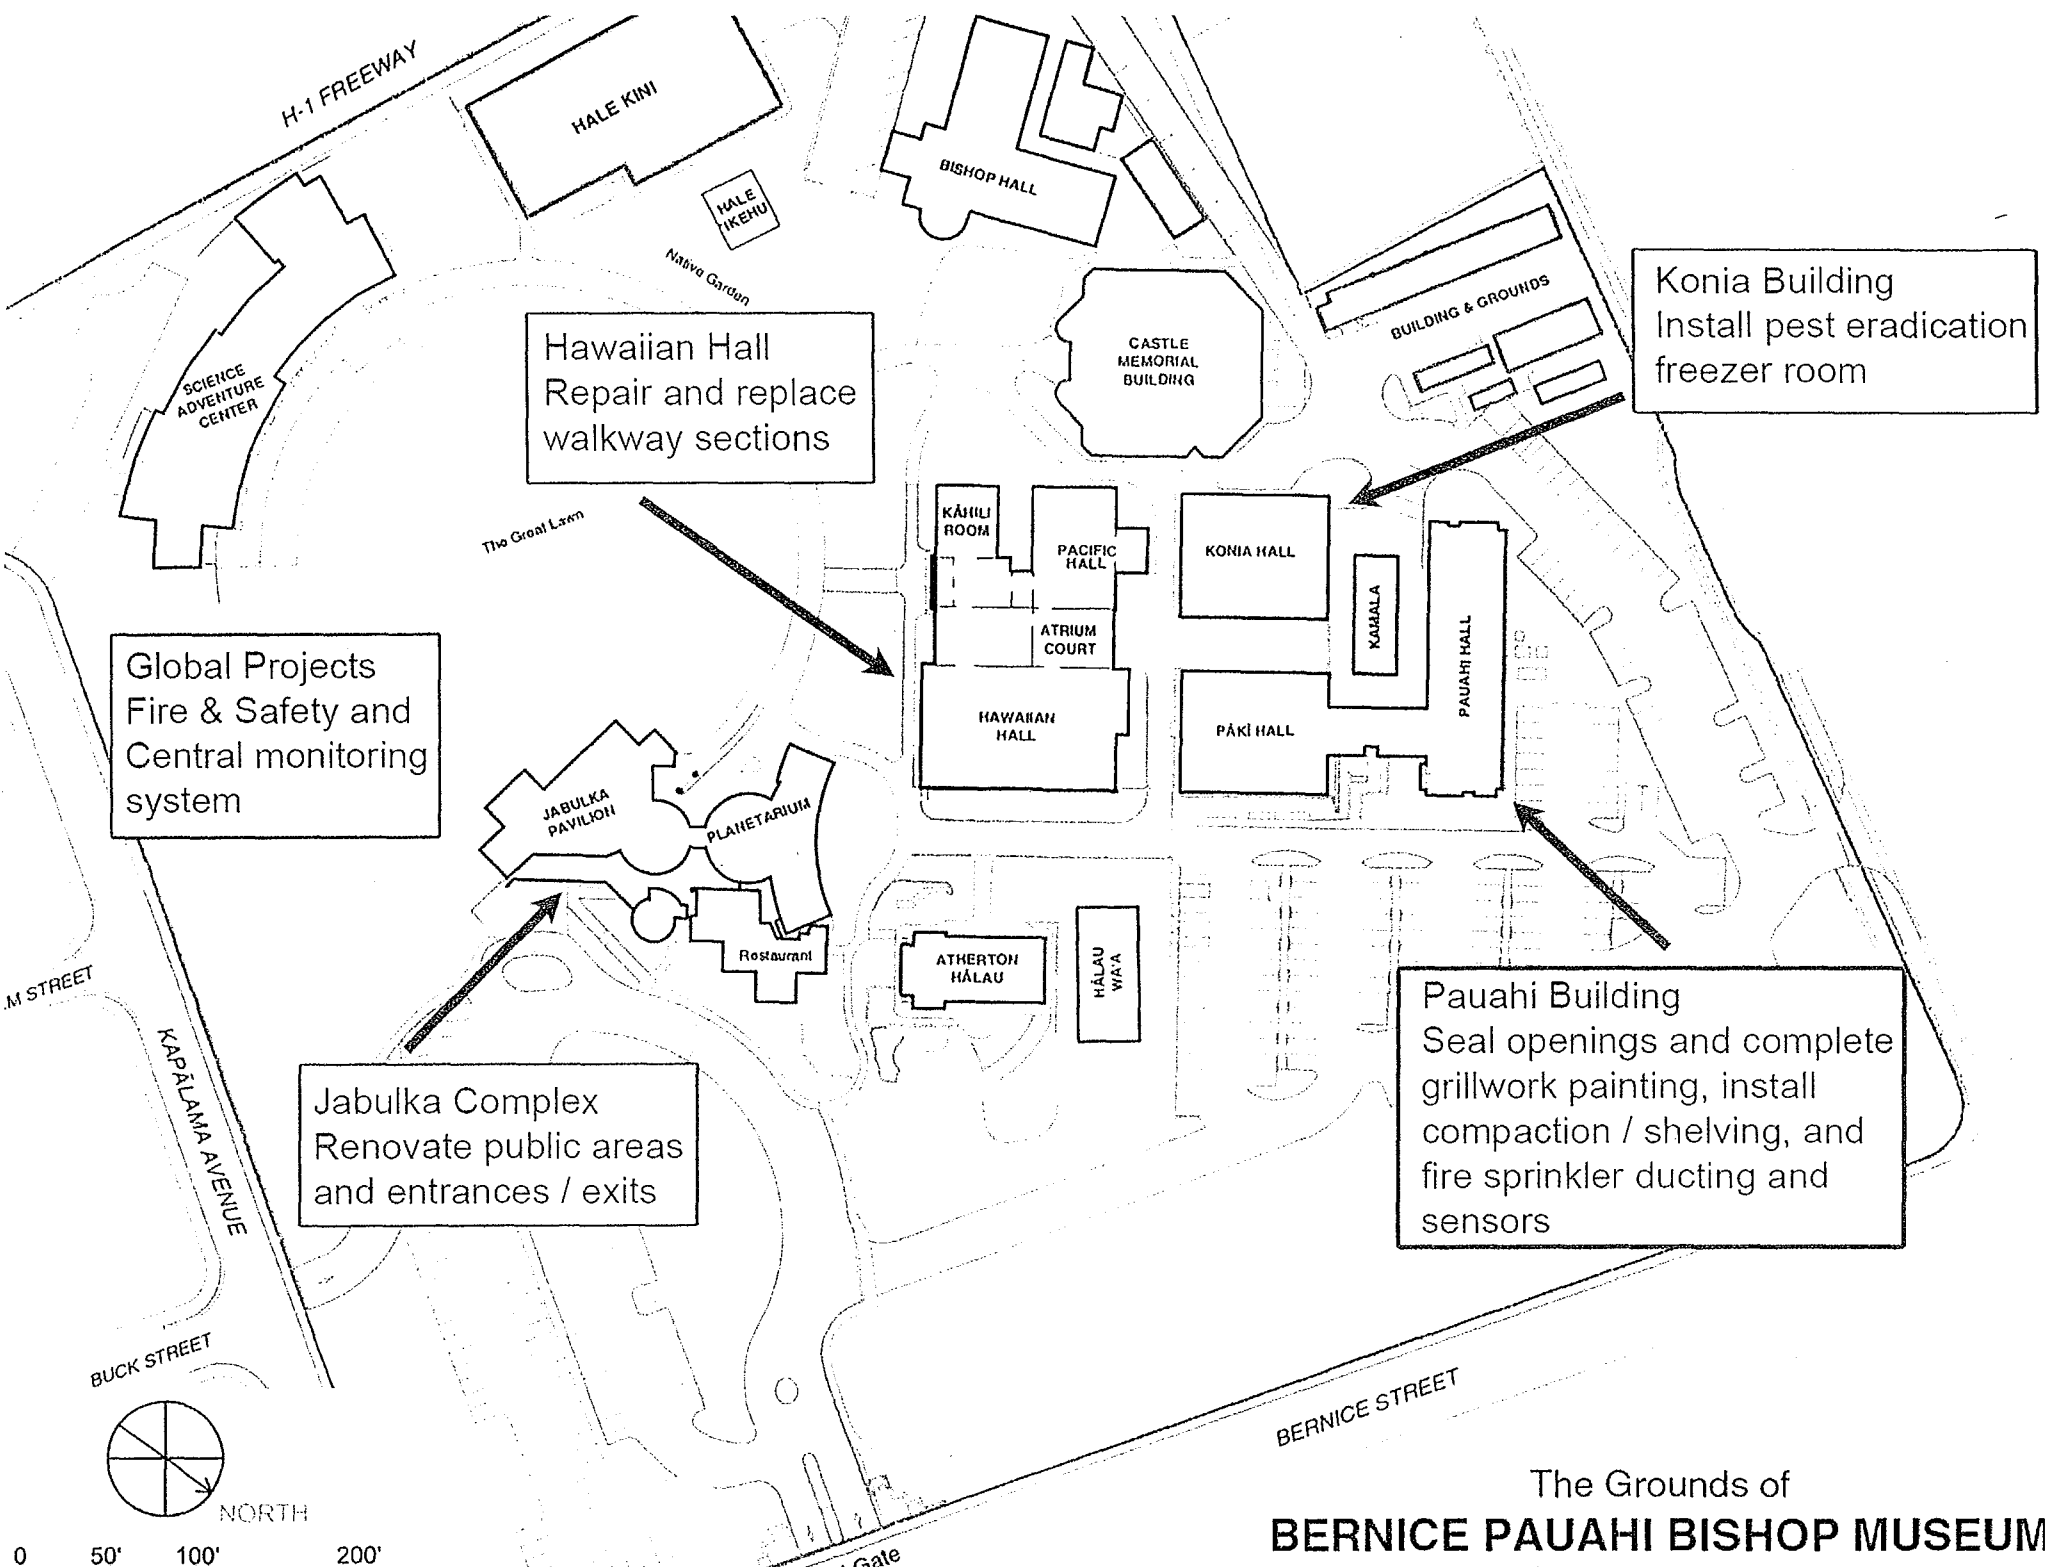 H-1 FREEWAY
HALE KINI
HALE
'IKEHU
Native Garden
BISHOP HALL
BUILDING & GROUNDS
Konia Building
Install pest eradication
freezer room
SCIENCE
ADVENTURE
CENTER
Hawaiian Hall
Repair and replace
walkway sections
CASTLE
MEMORIAL
BUILDING
The Great Lawn
KĀHILI
ROOM
PACIFIC
HALL
KONIA HALL
KAMALA
PAUAHI HALL
ATRIUM
COURT
Global Projects
Fire & Safety and
Central monitoring
system
HAWAIIAN
HALL
PĀKĪ HALL
JABULKA
PAVILION
PLANETARIUM
Restaurant
ATHERTON
HĀLAU
HĀLAU
WA'A
Pauahi Building
Seal openings and complete
grillwork painting, install
compaction / shelving, and
fire sprinkler ducting and
sensors
.M STREET
KAPĀLAMA AVENUE
Jabulka Complex
Renovate public areas
and entrances / exits
BUCK STREET
BERNICE STREET
NORTH
0 50' 100' 200'
Gate
The Grounds of
BERNICE PAUAHI BISHOP MUSEUM